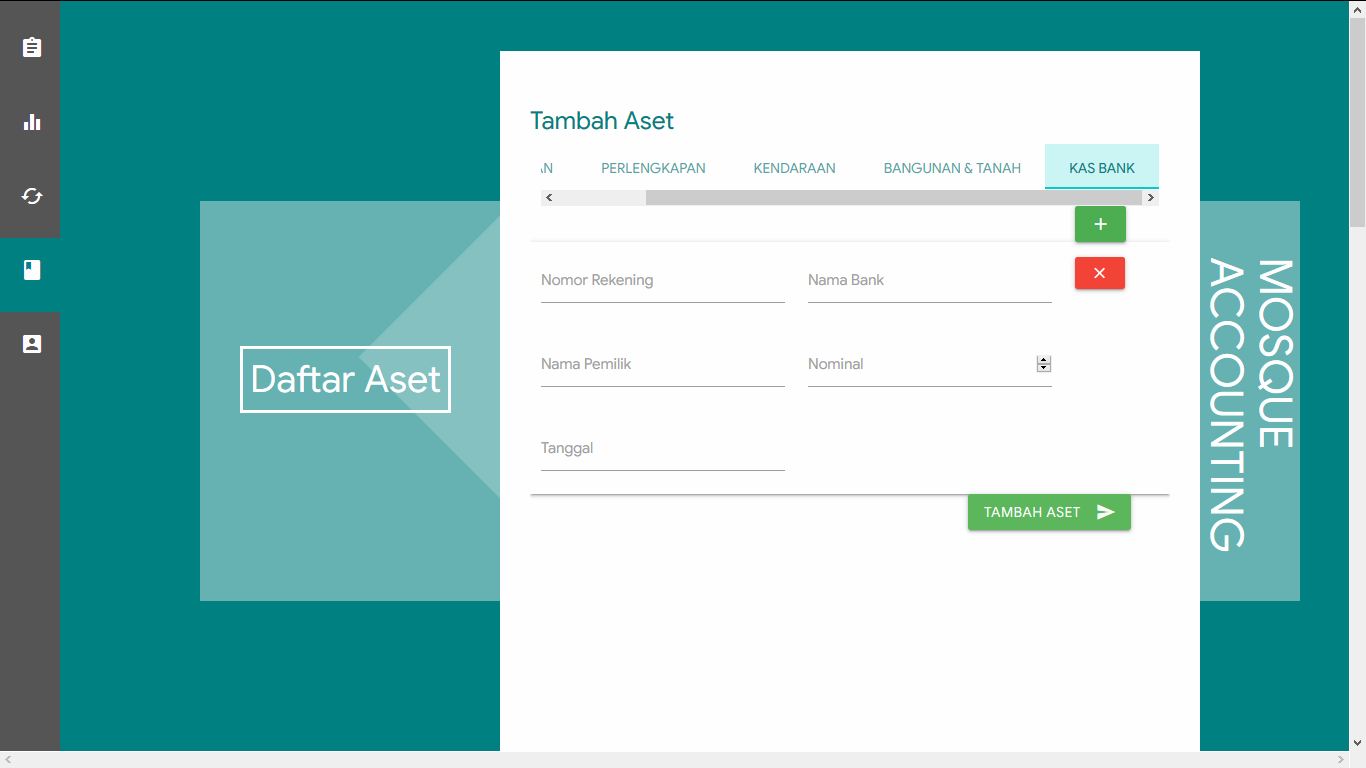 Tambah Aset
AN PERLENGKAPAN KENDARAAN BANGUNAN & TANAH KAS BANK
Nomor Rekening Nama Bank
Nama Pemilik Nominal
Tanggal
TAMBAH ASET
Daftar Aset
MOSQUE
ACCOUNTING